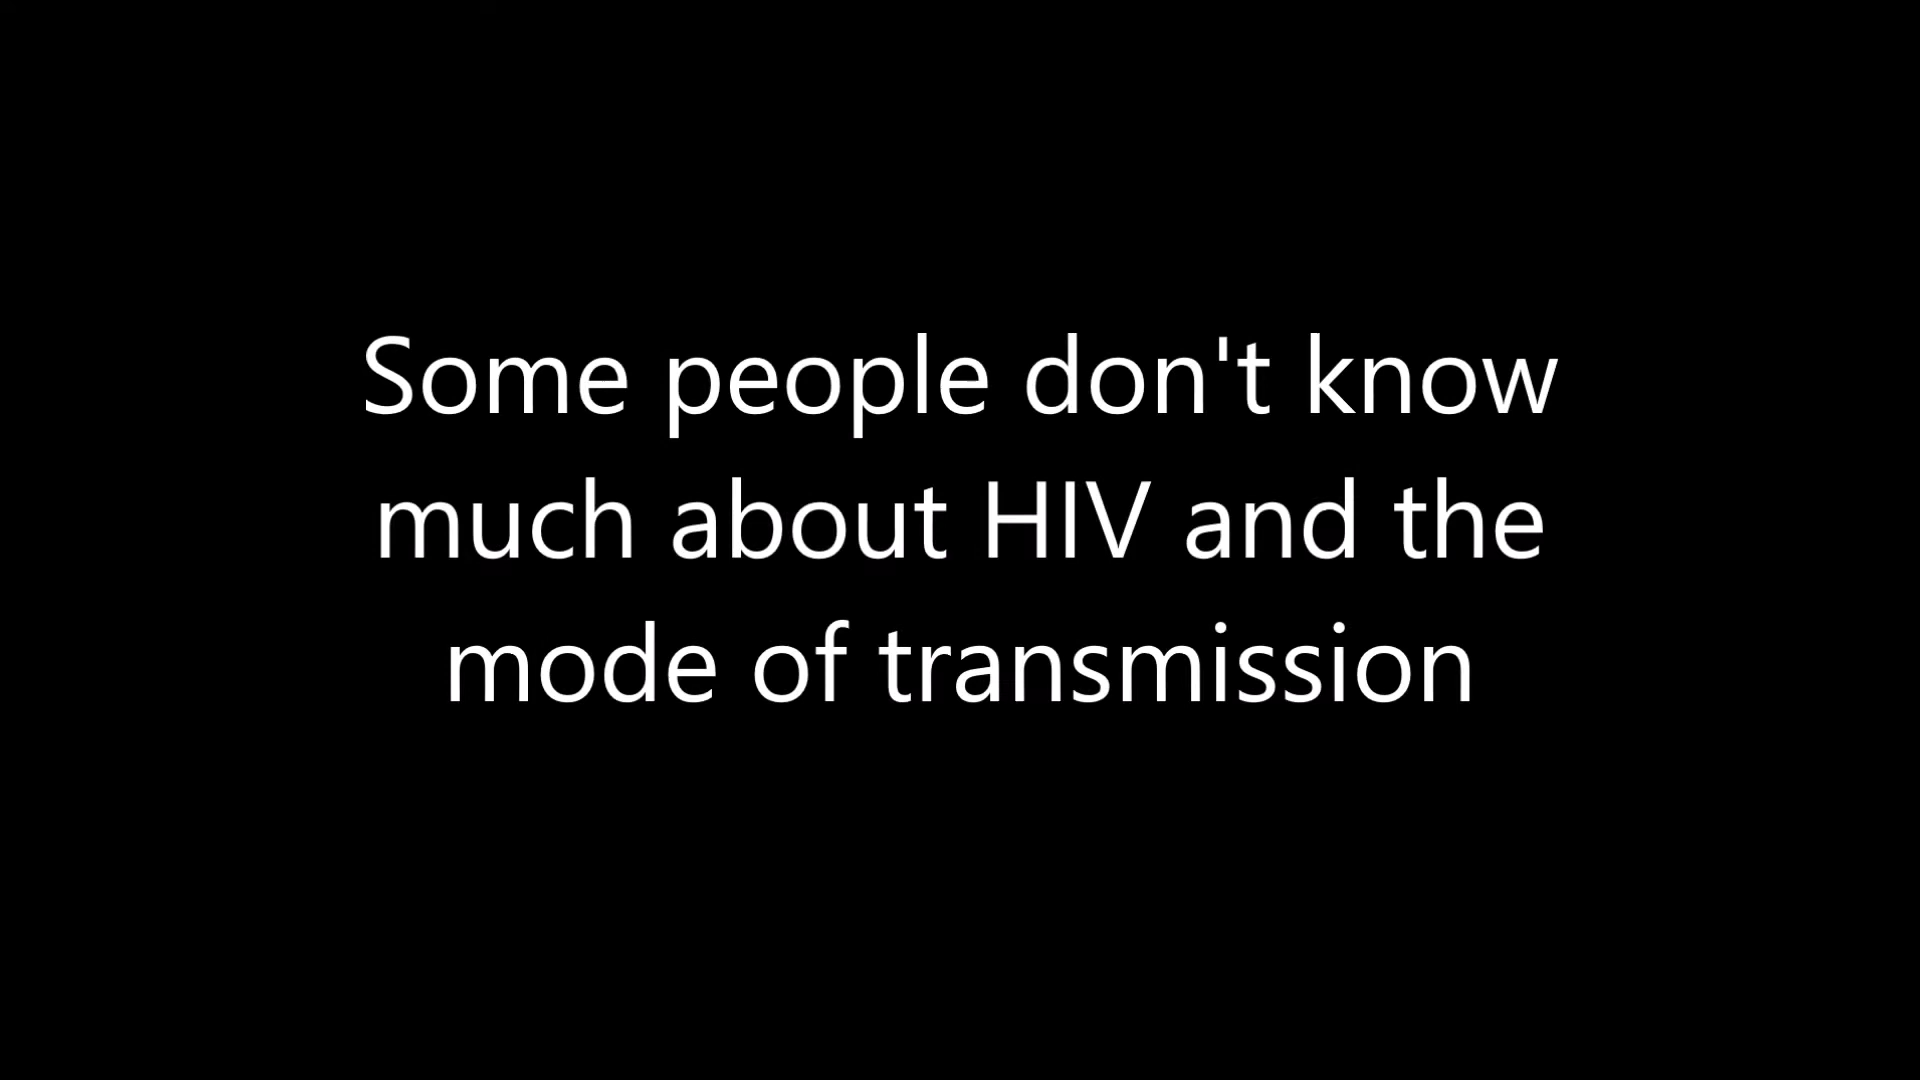 Some people don't know
much about HIV and the
mode of transmission